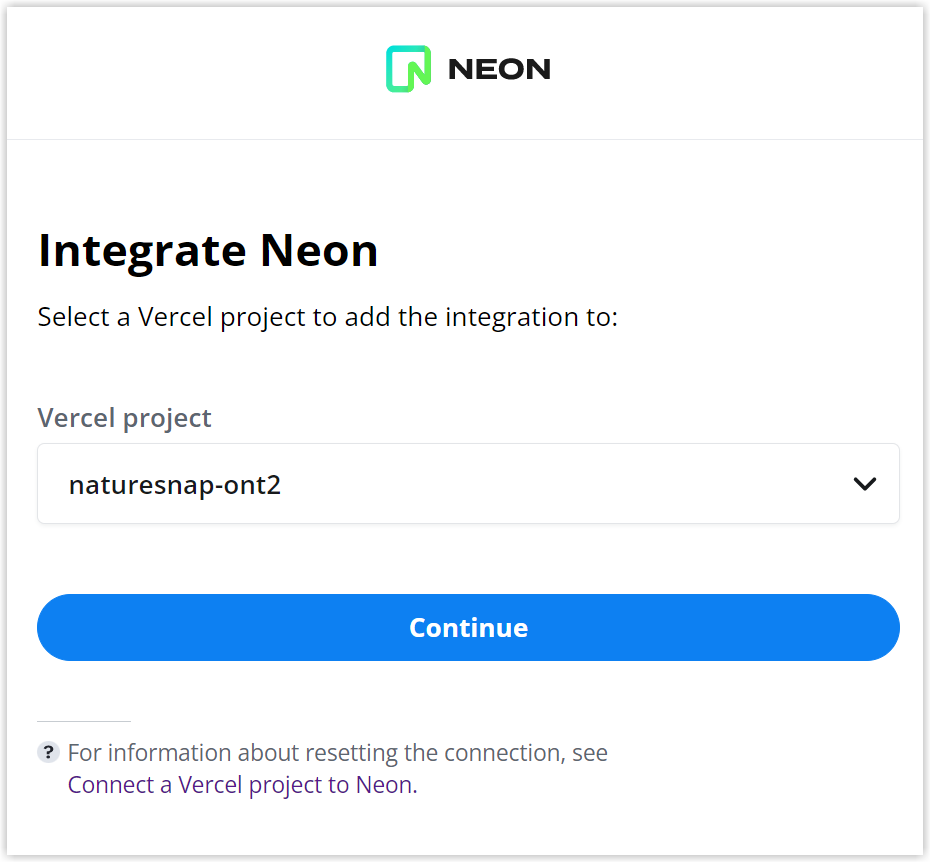 NEON
Integrate Neon
Select a Vercel project to add the integration to:
Vercel project
naturesnap-ont2
Continue
? For information about resetting the connection, see
Connect a Vercel project to Neon.